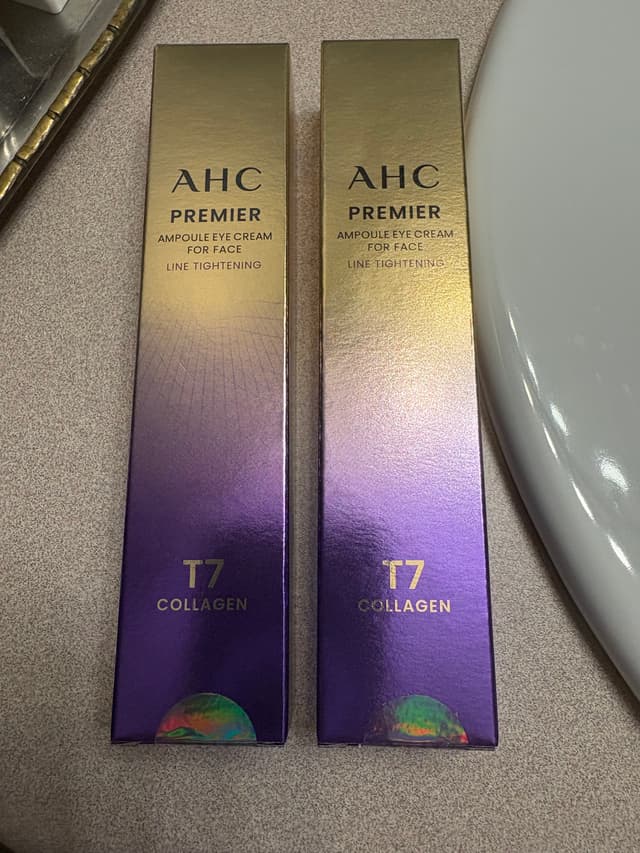 AHC
PREMIER
AMPOULE EYE CREAM
FOR FACE
LINE TIGHTENING
T7
COLLAGEN
AHC
PREMIER
AMPOULE EYE CREAM
FOR FACE
LINE TIGHTENING
T7
COLLAGEN